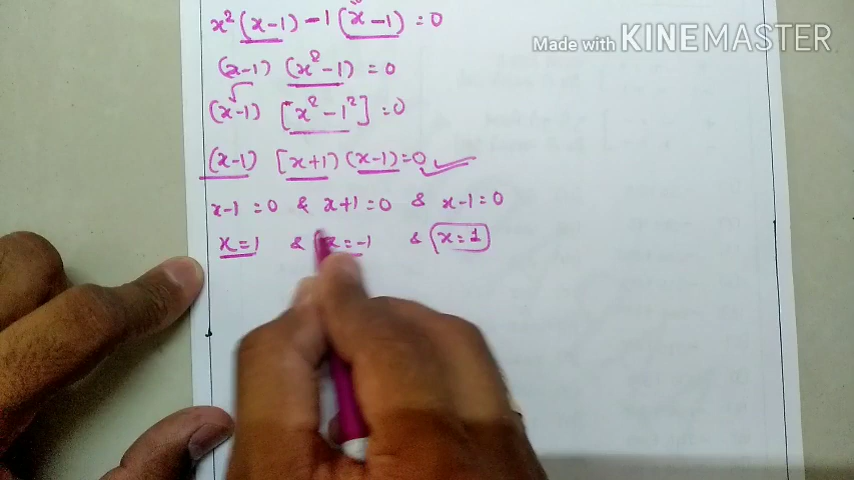 x² (x-1) -1 (x-1) = 0
Made with KINEMASTER
(x-1) (x²-1) = 0
(x-1) [x²-1²] = 0
(x-1) [x+1) (x-1) = 0
x-1 = 0 & x+1 = 0 & x-1 = 0
x = 1 & x = -1 & x = 1